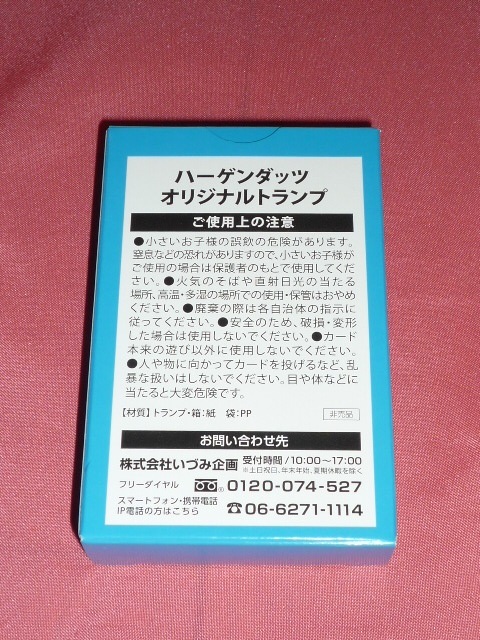 ハーゲンダッツ
オリジナルトランプ
ご使用上の注意
●小さいお子様の誤飲の危険があります。
窒息などの恐れがありますので、小さいお子様が
ご使用の場合は保護者のもとで使用してくだ
さい。●火気のそばや直射日光の当たる
場所、高温・多湿の場所での使用・保管はおやめ
ください。●廃棄の際は各自治体の指示に
従ってください。●安全のため、破損・変形
した場合は使用しないでください。●カード
本来の遊び以外に使用しないでください。
●人や物に向かってカードを投げるなど、乱
暴な扱いはしないでください。目や体などに
当たると大変危険です。
【材質】トランプ・箱:紙 袋:PP 非売品
お問い合わせ先
株式会社いづみ企画 受付時間/10:00〜17:00
※土日祝日、年末年始、夏期休暇を除く
フリーダイヤル 0120-074-527
スマートフォン・携帯電話
IP電話の方はこちら ☎06-6271-1114